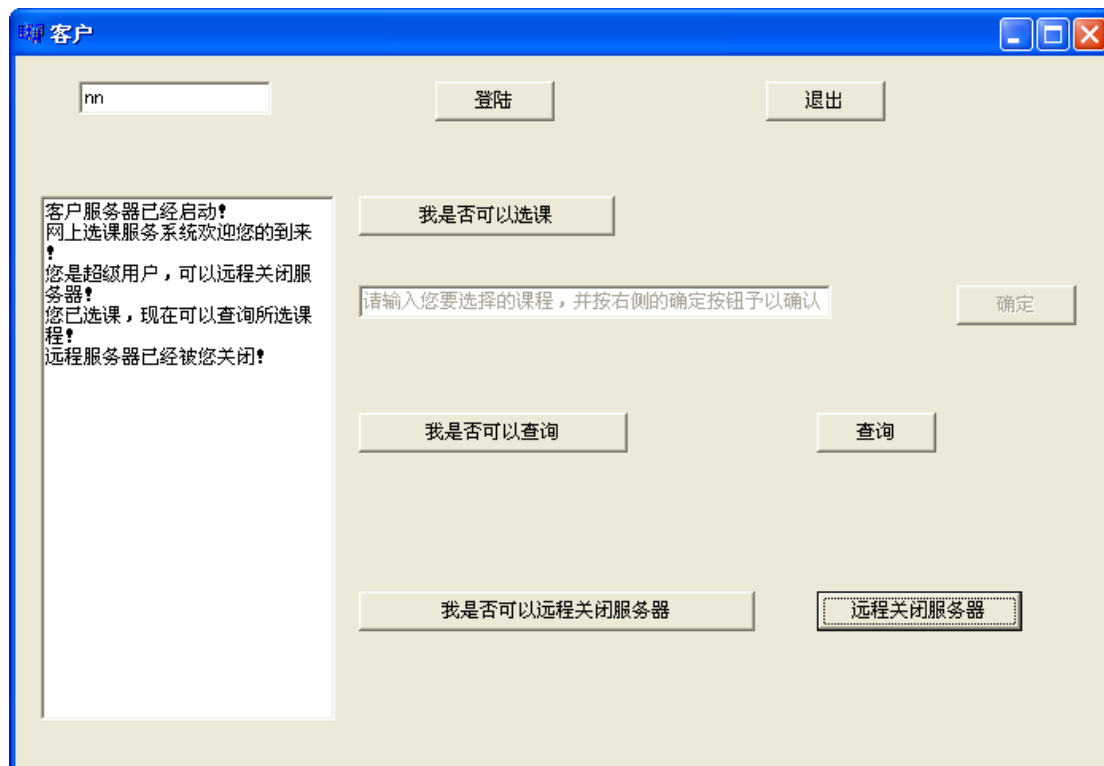 客户
nn
登陆
退出
客户服务器已经启动!
网上选课服务系统欢迎您的到来
!
您是超级用户，可以远程关闭服
务器!
您已选课，现在可以查询所选课
程!
远程服务器已经被您关闭!
我是否可以选课
请输入您要选择的课程，并按右侧的确定按钮予以确认
确定
我是否可以查询
查询
我是否可以远程关闭服务器
远程关闭服务器